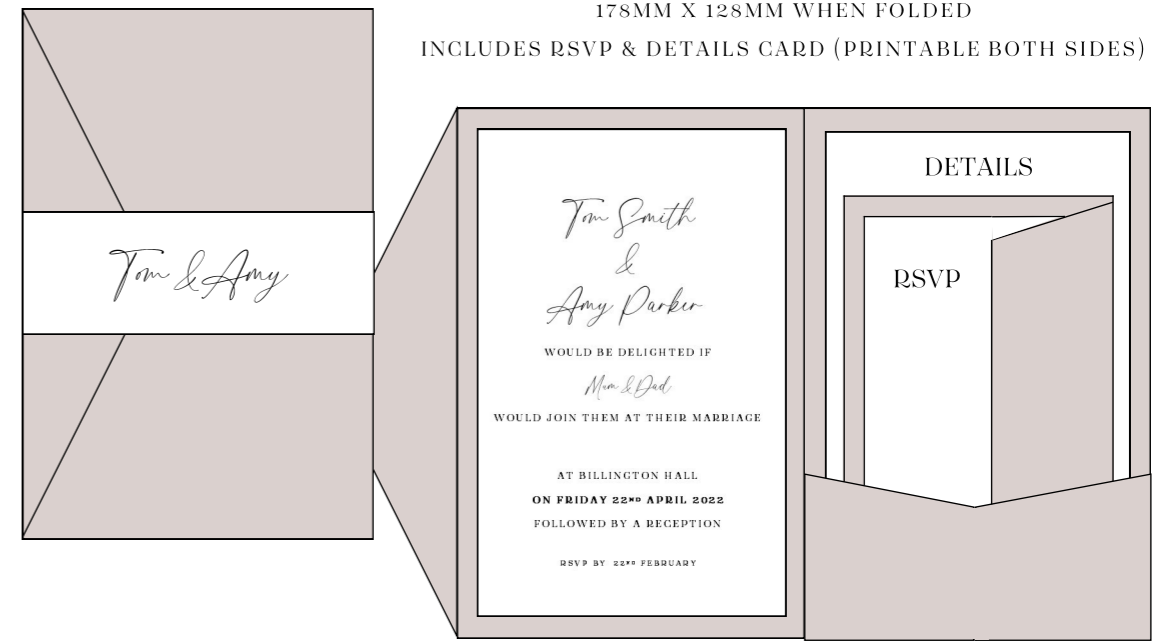 178MM X 128MM WHEN FOLDED
INCLUDES RSVP & DETAILS CARD (PRINTABLE BOTH SIDES)
Tom & Amy
Tom Smith
&
Amy Parker
WOULD BE DELIGHTED IF
Mum & Dad
WOULD JOIN THEM AT THEIR MARRIAGE
AT BILLINGTON HALL
ON FRIDAY 22ND APRIL 2022
FOLLOWED BY A RECEPTION
RSVP BY 22ND FEBRUARY
DETAILS
RSVP